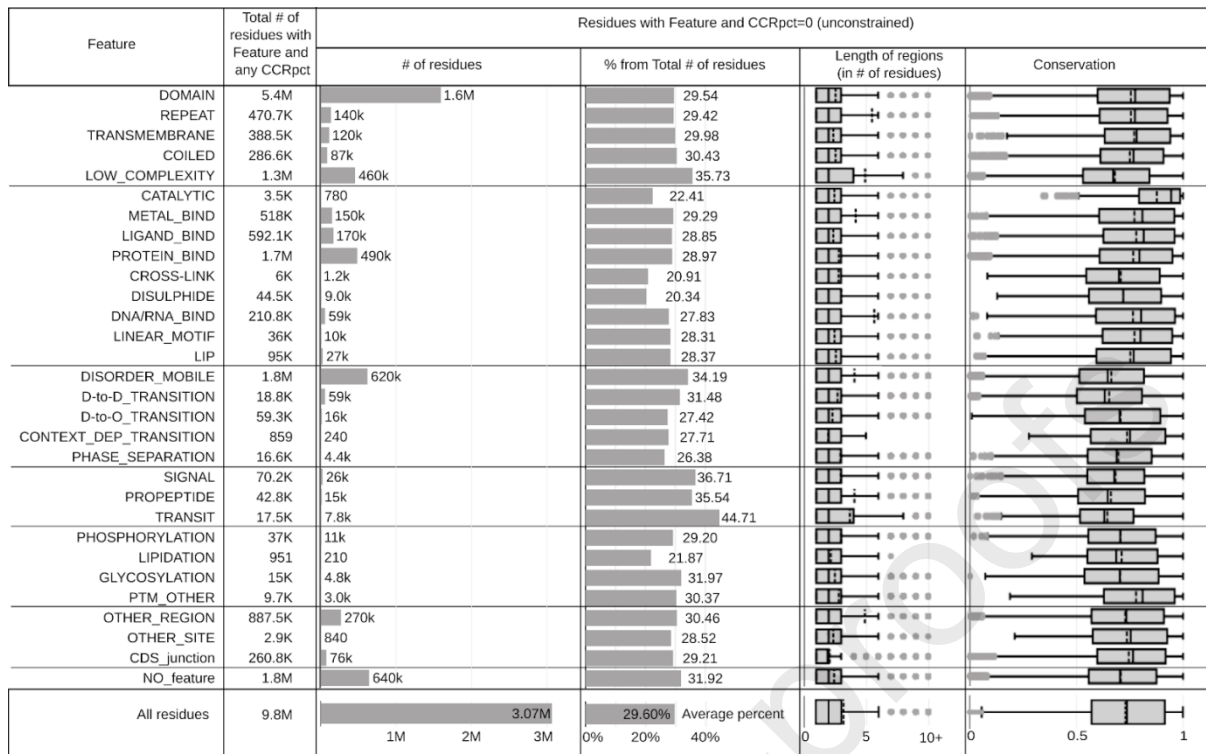 Feature
Total # of residues with Feature and any CCRpct
Residues with Feature and CCRpct=0 (unconstrained)
# of residues
% from Total # of residues
Length of regions (in # of residues)
Conservation
DOMAIN 5.4M 1.6M 29.54
REPEAT 470.7K 140k 29.42
TRANSMEMBRANE 388.5K 120k 29.98
COILED 286.6K 87k 30.43
LOW_COMPLEXITY 1.3M 460k 35.73
CATALYTIC 3.5K 780 22.41
METAL_BIND 518K 150k 29.29
LIGAND_BIND 592.1K 170k 28.85
PROTEIN_BIND 1.7M 490k 28.97
CROSS-LINK 6K 1.2k 20.91
DISULPHIDE 44.5K 9.0k 20.34
DNA/RNA_BIND 210.8K 59k 27.83
LINEAR_MOTIF 36K 10k 28.31
LIP 95K 27k 28.37
DISORDER_MOBILE 1.8M 620k 34.19
D-to-D_TRANSITION 18.8K 59k 31.48
D-to-O_TRANSITION 59.3K 16k 27.42
CONTEXT_DEP_TRANSITION 859 240 27.71
PHASE_SEPARATION 16.6K 4.4k 26.38
SIGNAL 70.2K 26k 36.71
PROPEPTIDE 42.8K 15k 35.54
TRANSIT 17.5K 7.8k 44.71
PHOSPHORYLATION 37K 11k 29.20
LIPIDATION 951 210 21.87
GLYCOSYLATION 15K 4.8k 31.97
PTM_OTHER 9.7K 3.0k 30.37
OTHER_REGION 887.5K 270k 30.46
OTHER_SITE 2.9K 840 28.52
CDS_junction 260.8K 76k 29.21
NO_feature 1.8M 640k 31.92
All residues 9.8M 3.07M 29.60% Average percent
1M 2M 3M 00% 20% 40% 0 5 10+ 0 0.5 1
proofs